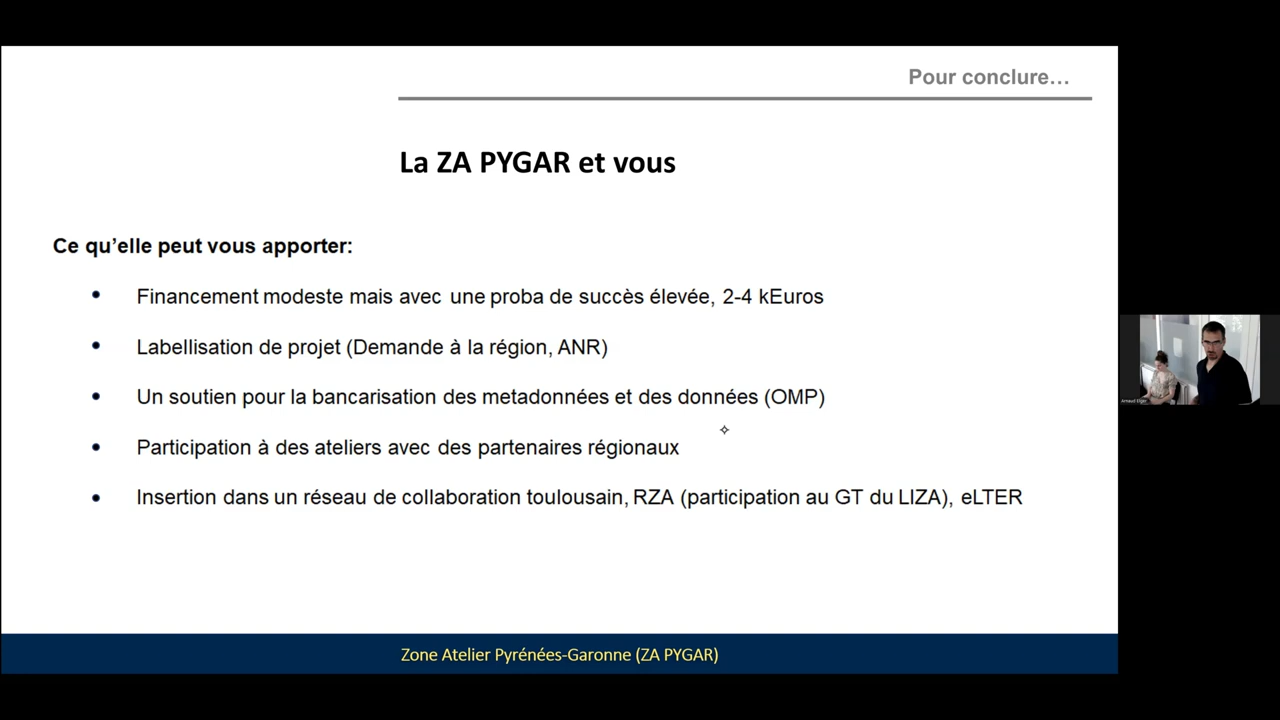 Pour conclure…
La ZA PYGAR et vous
Ce qu'elle peut vous apporter:
• Financement modeste mais avec une proba de succès élevée, 2-4 kEuros
• Labellisation de projet (Demande à la région, ANR)
• Un soutien pour la bancarisation des metadonnées et des données (OMP)
• Participation à des ateliers avec des partenaires régionaux
• Insertion dans un réseau de collaboration toulousain, RZA (participation au GT du LIZA), eLTER
Zone Atelier Pyrénées-Garonne (ZA PYGAR)